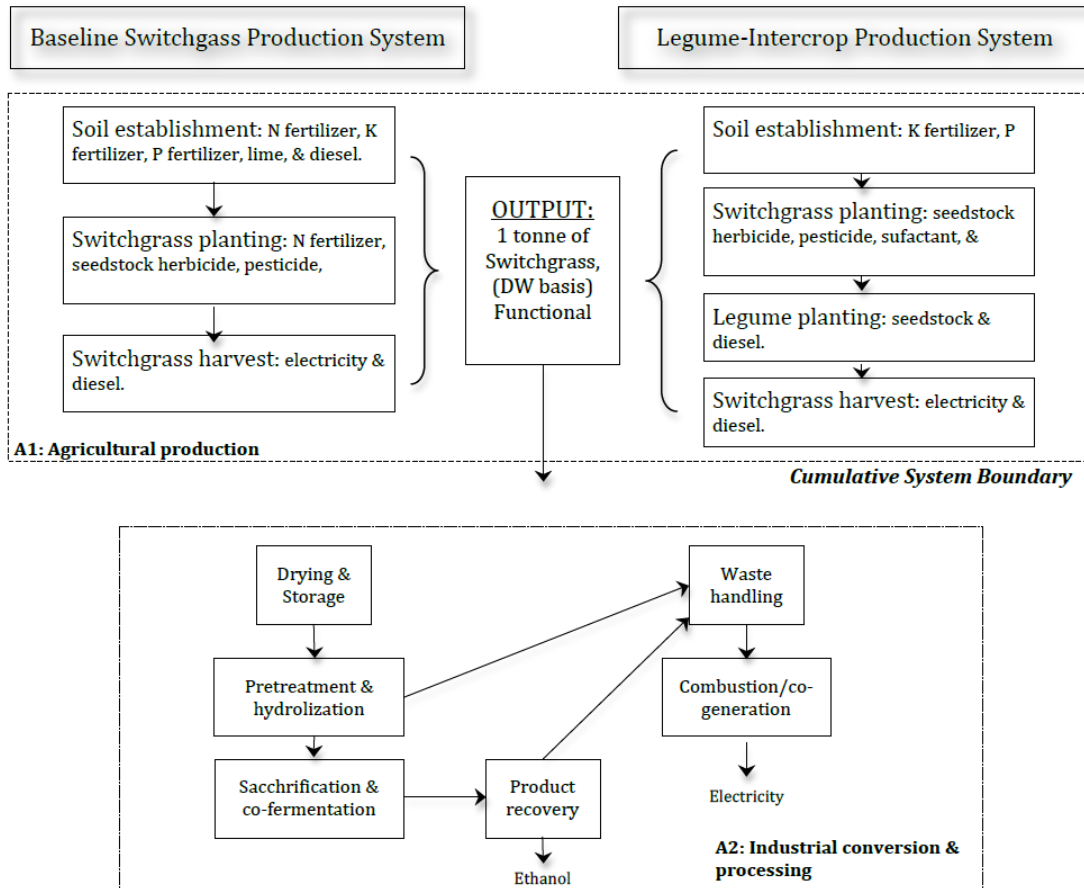 Baseline Switchgass Production System
Legume-Intercrop Production System
Soil establishment: N fertilizer, K
fertilizer, P fertilizer, lime, & diesel.
Switchgrass planting: N fertilizer,
seedstock herbicide, pesticide,
Switchgrass harvest: electricity &
diesel.
A1: Agricultural production
OUTPUT:
1 tonne of
Switchgrass,
(DW basis)
Functional
Soil establishment: K fertilizer, P
Switchgrass planting: seedstock
herbicide, pesticide, sufactant, &
Legume planting: seedstock &
diesel.
Switchgrass harvest: electricity &
diesel.
Cumulative System Boundary
Drying &
Storage
Pretreatment &
hydrolization
Sacchrification &
co-fermentation
Product
recovery
Ethanol
Waste
handling
Combustion/co-
generation
Electricity
A2: Industrial conversion &
processing